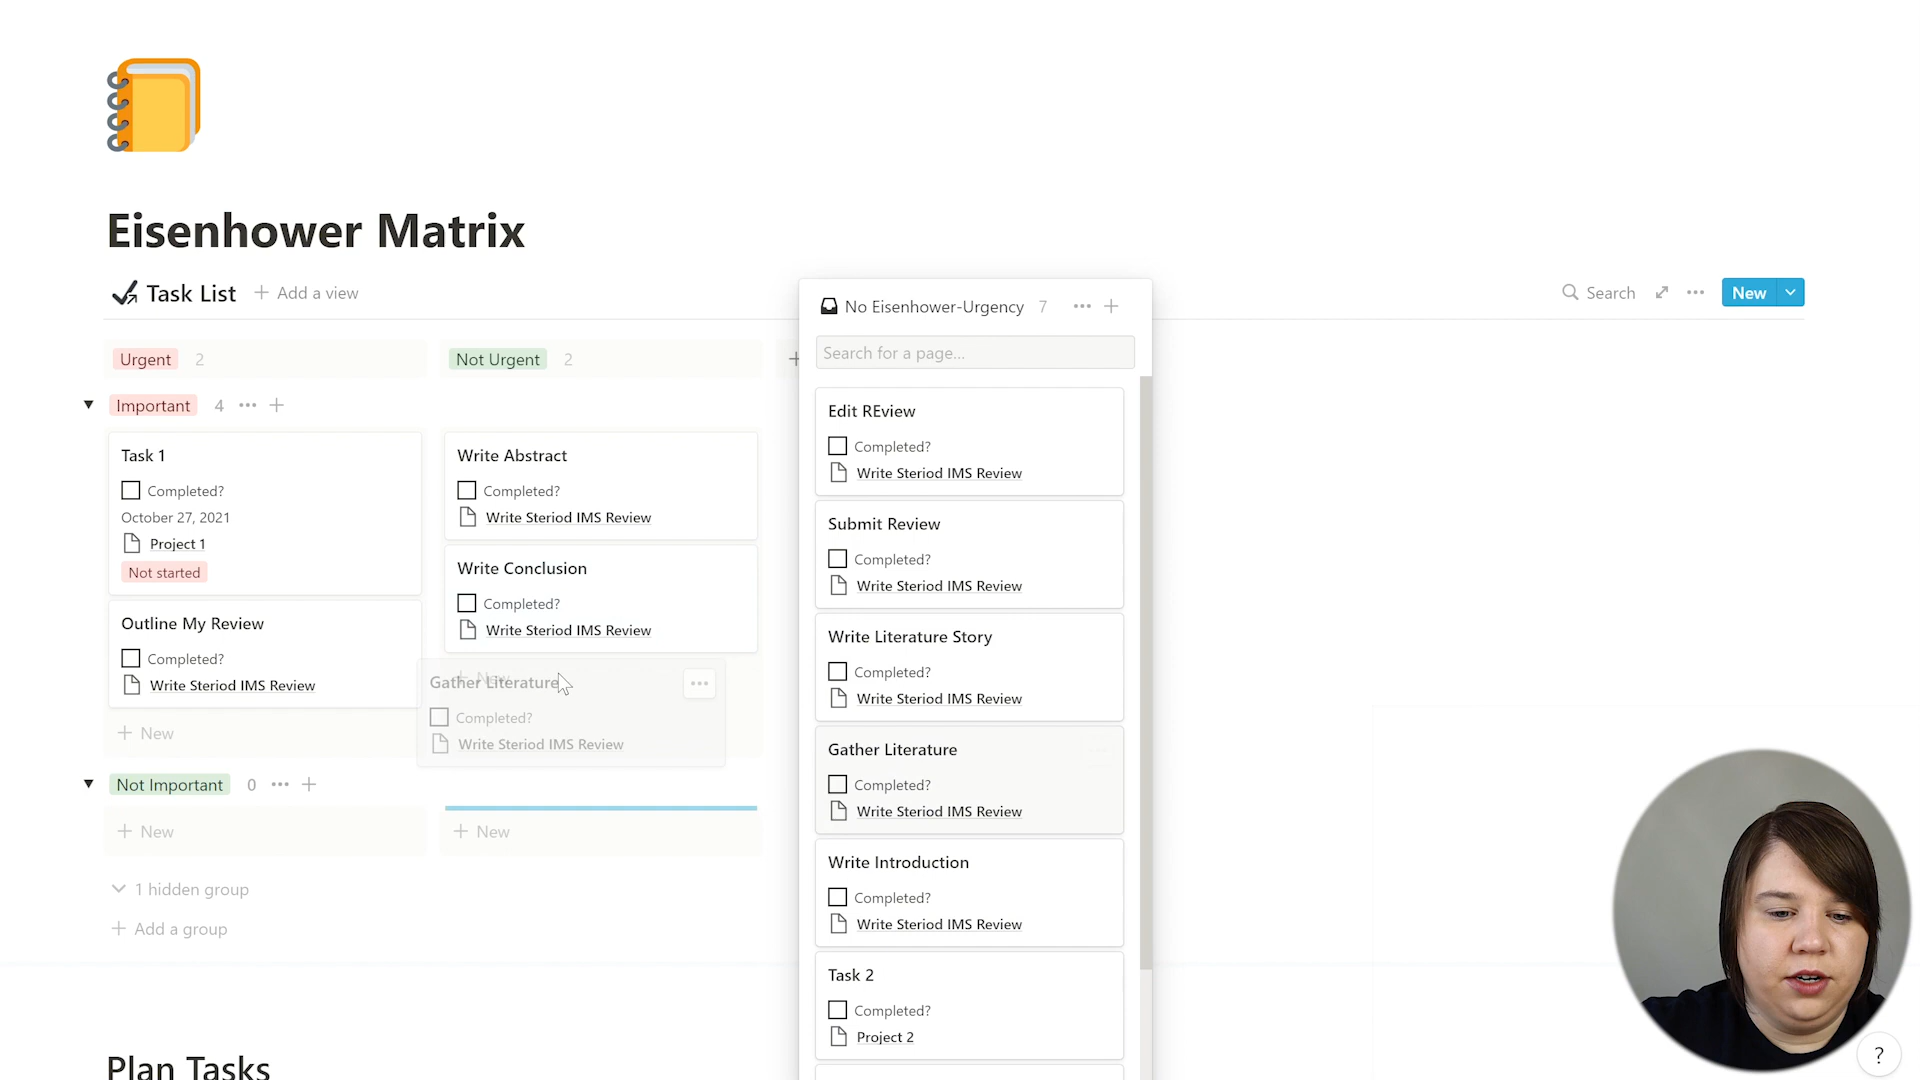 Eisenhower Matrix
Task List
Add a view
Search
New
Urgent 2
Not Urgent 2
Important 4
Task 1
Completed?
October 27, 2021
Project 1
Not started
Outline My Review
Completed?
Write Steriod IMS Review
New
Write Abstract
Completed?
Write Steriod IMS Review
Write Conclusion
Completed?
Write Steriod IMS Review
New
Gather Literature
Completed?
Write Steriod IMS Review
Not Important 0
New
New
1 hidden group
Add a group
Plan Tasks
No Eisenhower-Urgency 7
Search for a page...
Edit REview
Completed?
Write Steriod IMS Review
Submit Review
Completed?
Write Steriod IMS Review
Write Literature Story
Completed?
Write Steriod IMS Review
Gather Literature
Completed?
Write Steriod IMS Review
Write Introduction
Completed?
Write Steriod IMS Review
Task 2
Completed?
Project 2
?